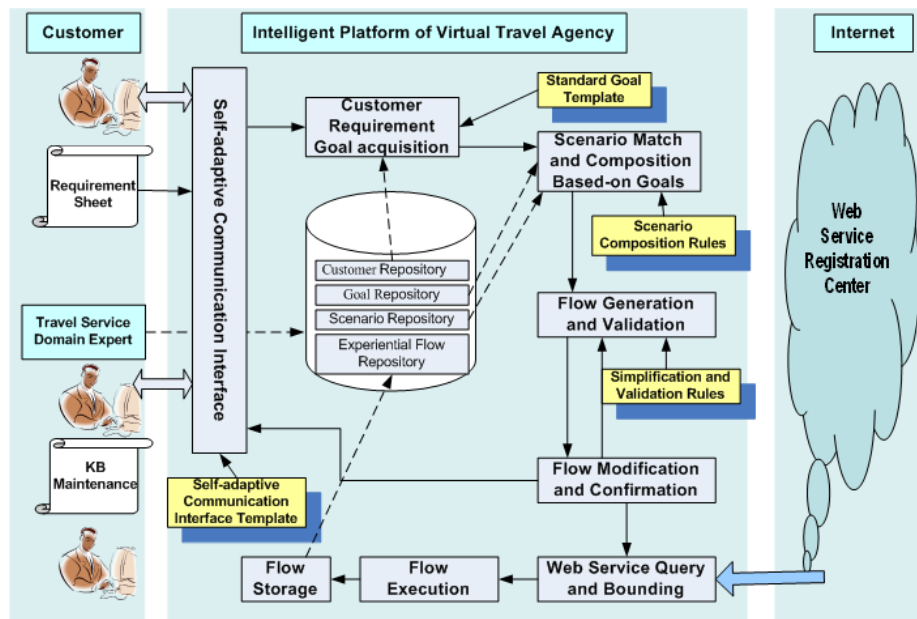 Customer
Intelligent Platform of Virtual Travel Agency
Internet
Requirement
Sheet
Travel Service
Domain Expert
KB
Maintenance
Self-adaptive Communication Interface
Customer
Requirement
Goal acquisition
Standard Goal
Template
Scenario Match
and Composition
Based-on Goals
Scenario
Composition Rules
Customer Repository
Goal Repository
Scenario Repository
Experiential Flow
Repository
Flow Generation
and Validation
Simplification and
Validation Rules
Flow Modification
and Confirmation
Self-adaptive
Communication
Interface Template
Flow
Storage
Flow
Execution
Web Service Query
and Bounding
Web
Service
Registration
Center